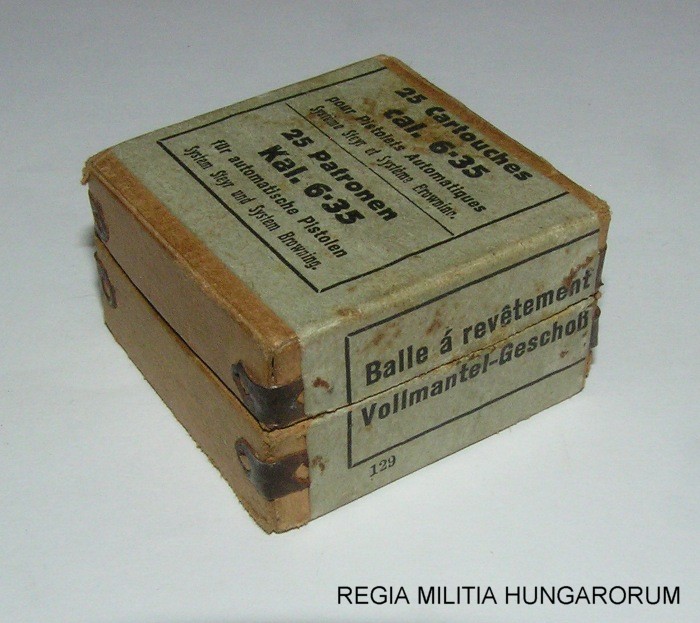 25 Cartouches
cal. 6·35
pour Pistolets Automatiques
Système Steyr et Système Browning.
25 Patronen
Kal. 6·35
für automatische Pistolen
System Steyr und System Browning.
Balle á revêtement
Vollmantel-Geschoß
129
REGIA MILITIA HUNGARORUM